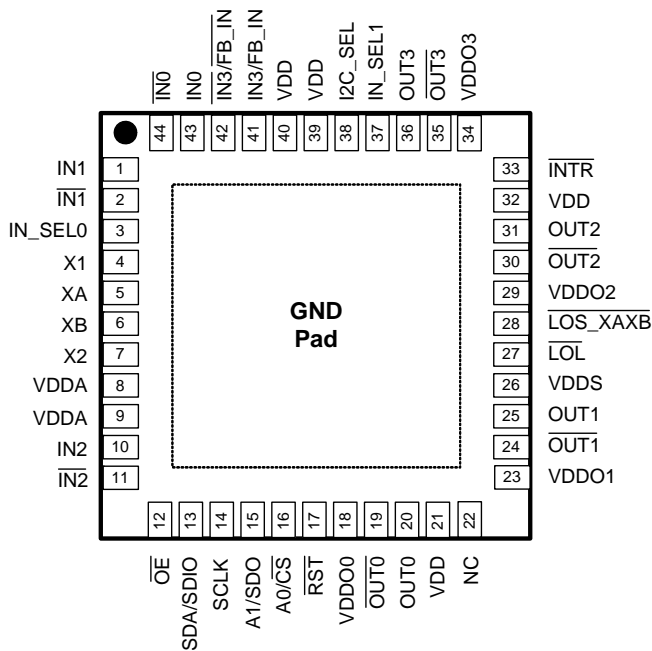 IN0
IN0
IN3/FB_IN
IN3/FB_IN
VDD
VDD
I2C_SEL
IN_SEL1
OUT3
OUT3
VDDO3
44
43
42
41
40
39
38
37
36
35
34
IN1 1
IN1 2
IN_SEL0 3
X1 4
XA 5
XB 6
X2 7
VDDA 8
VDDA 9
IN2 10
IN2 11
GND
Pad
33 INTR
32 VDD
31 OUT2
30 OUT2
29 VDDO2
28 LOS_XAXB
27 LOL
26 VDDS
25 OUT1
24 OUT1
23 VDDO1
12
13
14
15
16
17
18
19
20
21
22
OE
SDA/SDIO
SCLK
A1/SDO
A0/CS
RST
VDDO0
OUT0
OUT0
VDD
NC